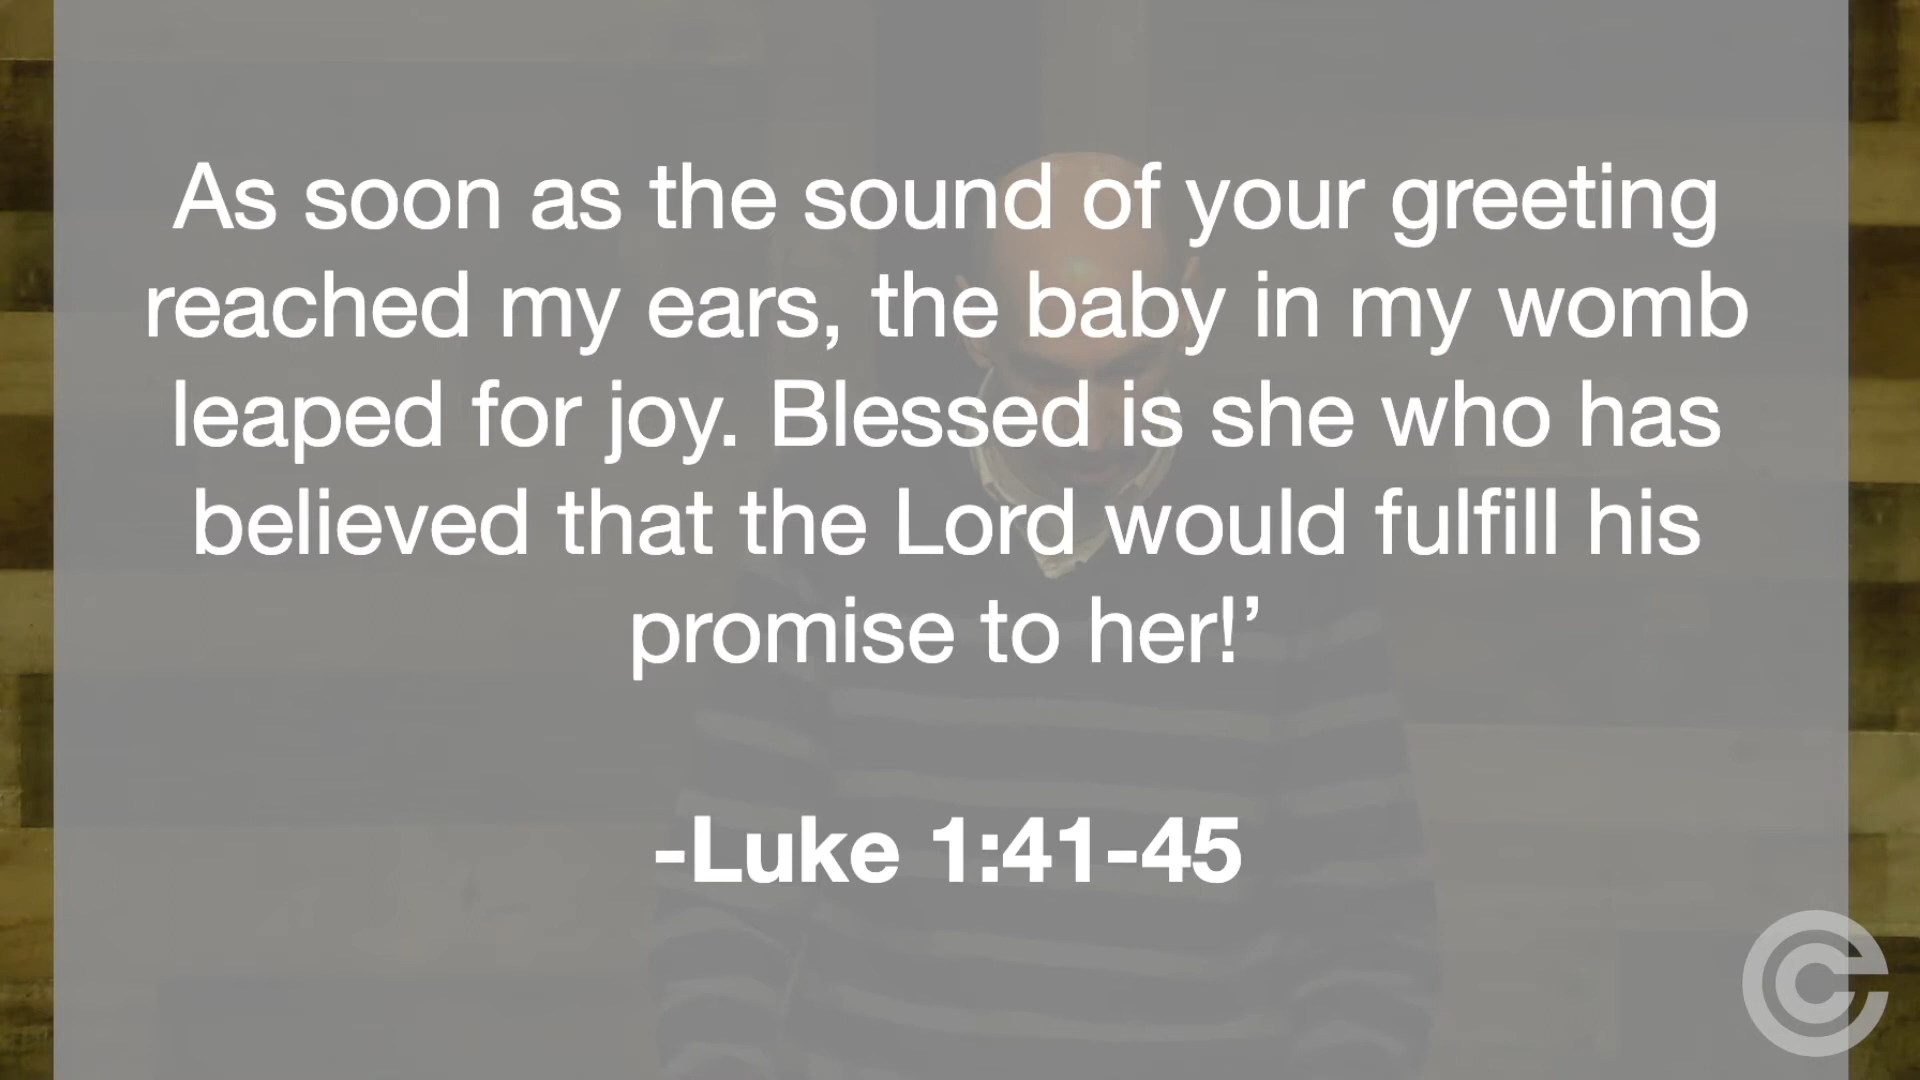 As soon as the sound of your greeting
reached my ears, the baby in my womb
leaped for joy. Blessed is she who has
believed that the Lord would fulfill his
promise to her!’
-Luke 1:41-45